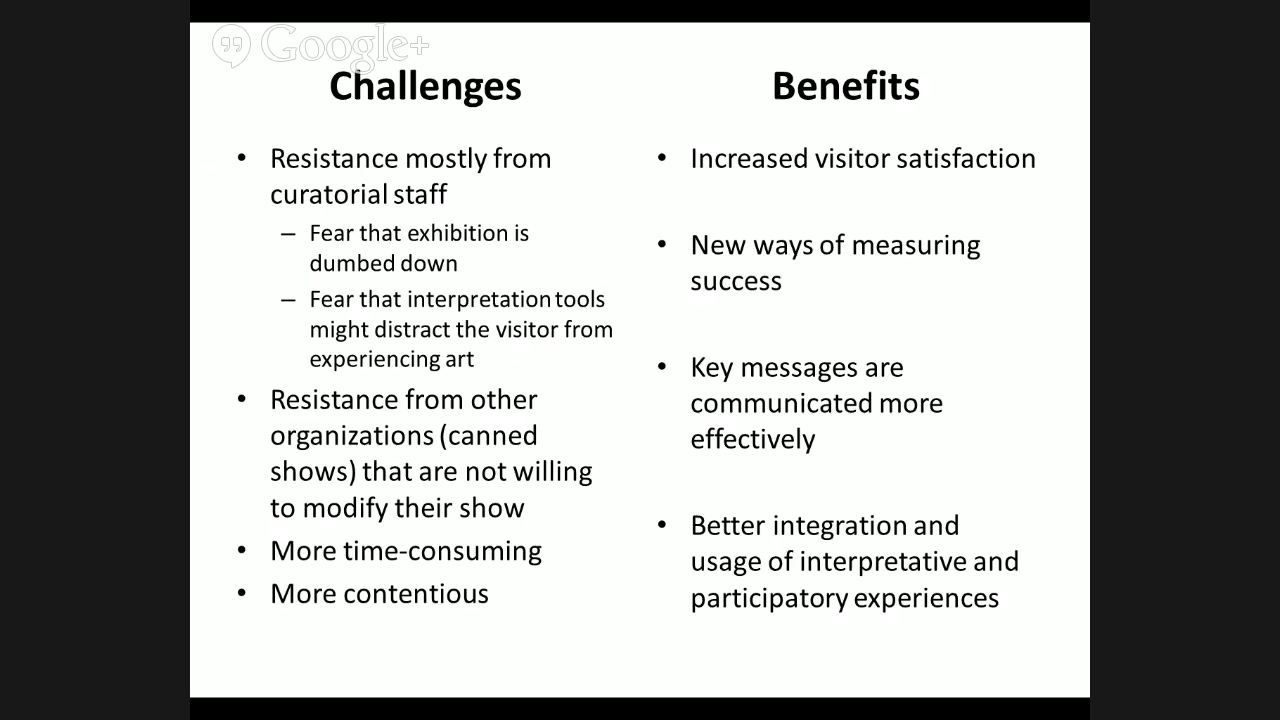 Google+
Challenges
• Resistance mostly from
curatorial staff
– Fear that exhibition is
dumbed down
– Fear that interpretation tools
might distract the visitor from
experiencing art
• Resistance from other
organizations (canned
shows) that are not willing
to modify their show
• More time-consuming
• More contentious
Benefits
• Increased visitor satisfaction
• New ways of measuring
success
• Key messages are
communicated more
effectively
• Better integration and
usage of interpretative and
participatory experiences